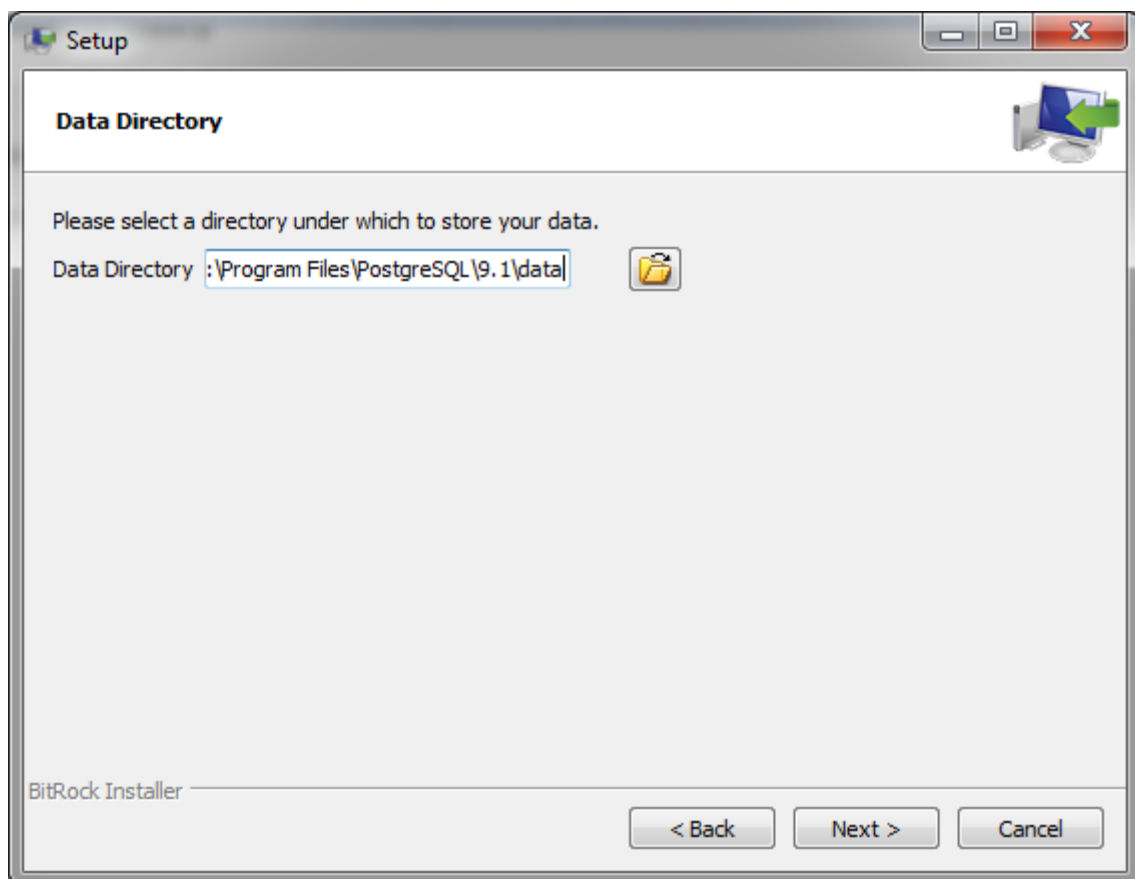 Setup
Data Directory
Please select a directory under which to store your data.
Data Directory :\Program Files\PostgreSQL\9.1\data
BitRock Installer
< Back Next > Cancel